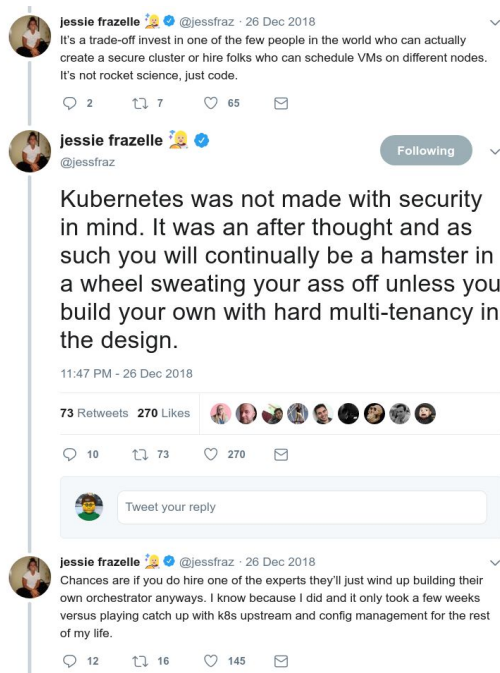 jessie frazelle @jessfraz · 26 Dec 2018
It's a trade-off invest in one of the few people in the world who can actually
create a secure cluster or hire folks who can schedule VMs on different nodes.
It's not rocket science, just code.
2 7 65
jessie frazelle
@jessfraz
Following
Kubernetes was not made with security
in mind. It was an after thought and as
such you will continually be a hamster in
a wheel sweating your ass off unless you
build your own with hard multi-tenancy in
the design.
11:47 PM - 26 Dec 2018
73 Retweets 270 Likes
10 73 270
Tweet your reply
jessie frazelle @jessfraz · 26 Dec 2018
Chances are if you do hire one of the experts they'll just wind up building their
own orchestrator anyways. I know because I did and it only took a few weeks
versus playing catch up with k8s upstream and config management for the rest
of my life.
12 16 145